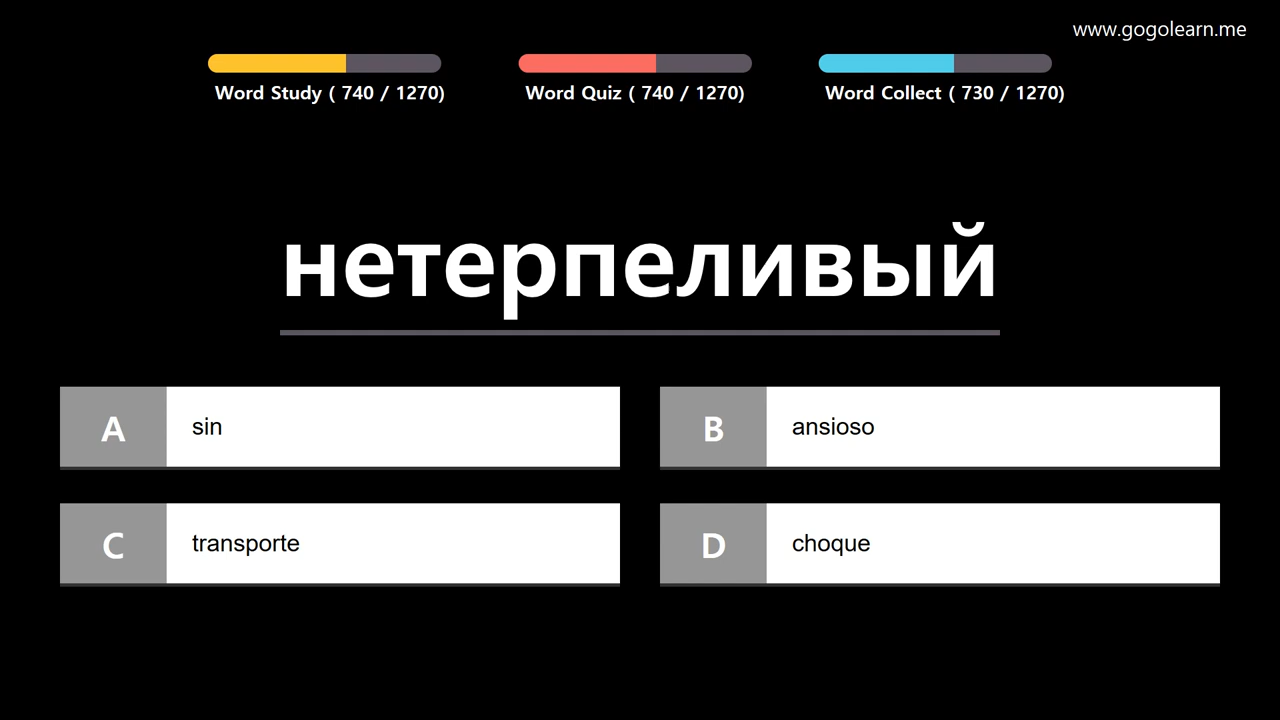 www.gogolearn.me
Word Study ( 740 / 1270)
Word Quiz ( 740 / 1270)
Word Collect ( 730 / 1270)
нетерпеливый
A sin
B ansioso
C transporte
D choque